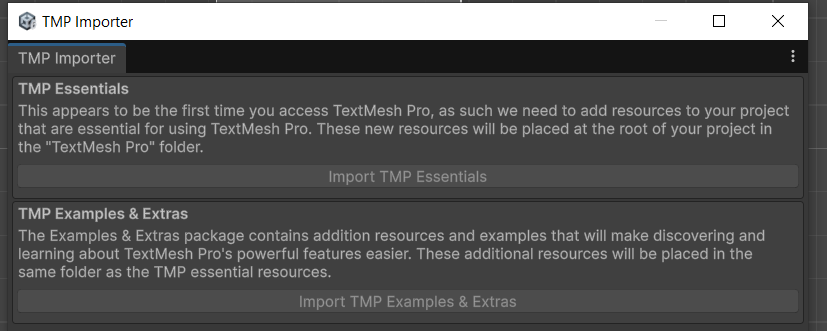 TMP Importer
TMP Importer
TMP Essentials
This appears to be the first time you access TextMesh Pro, as such we need to add resources to your project
that are essential for using TextMesh Pro. These new resources will be placed at the root of your project in
the "TextMesh Pro" folder.
Import TMP Essentials
TMP Examples & Extras
The Examples & Extras package contains addition resources and examples that will make discovering and
learning about TextMesh Pro's powerful features easier. These additional resources will be placed in the
same folder as the TMP essential resources.
Import TMP Examples & Extras